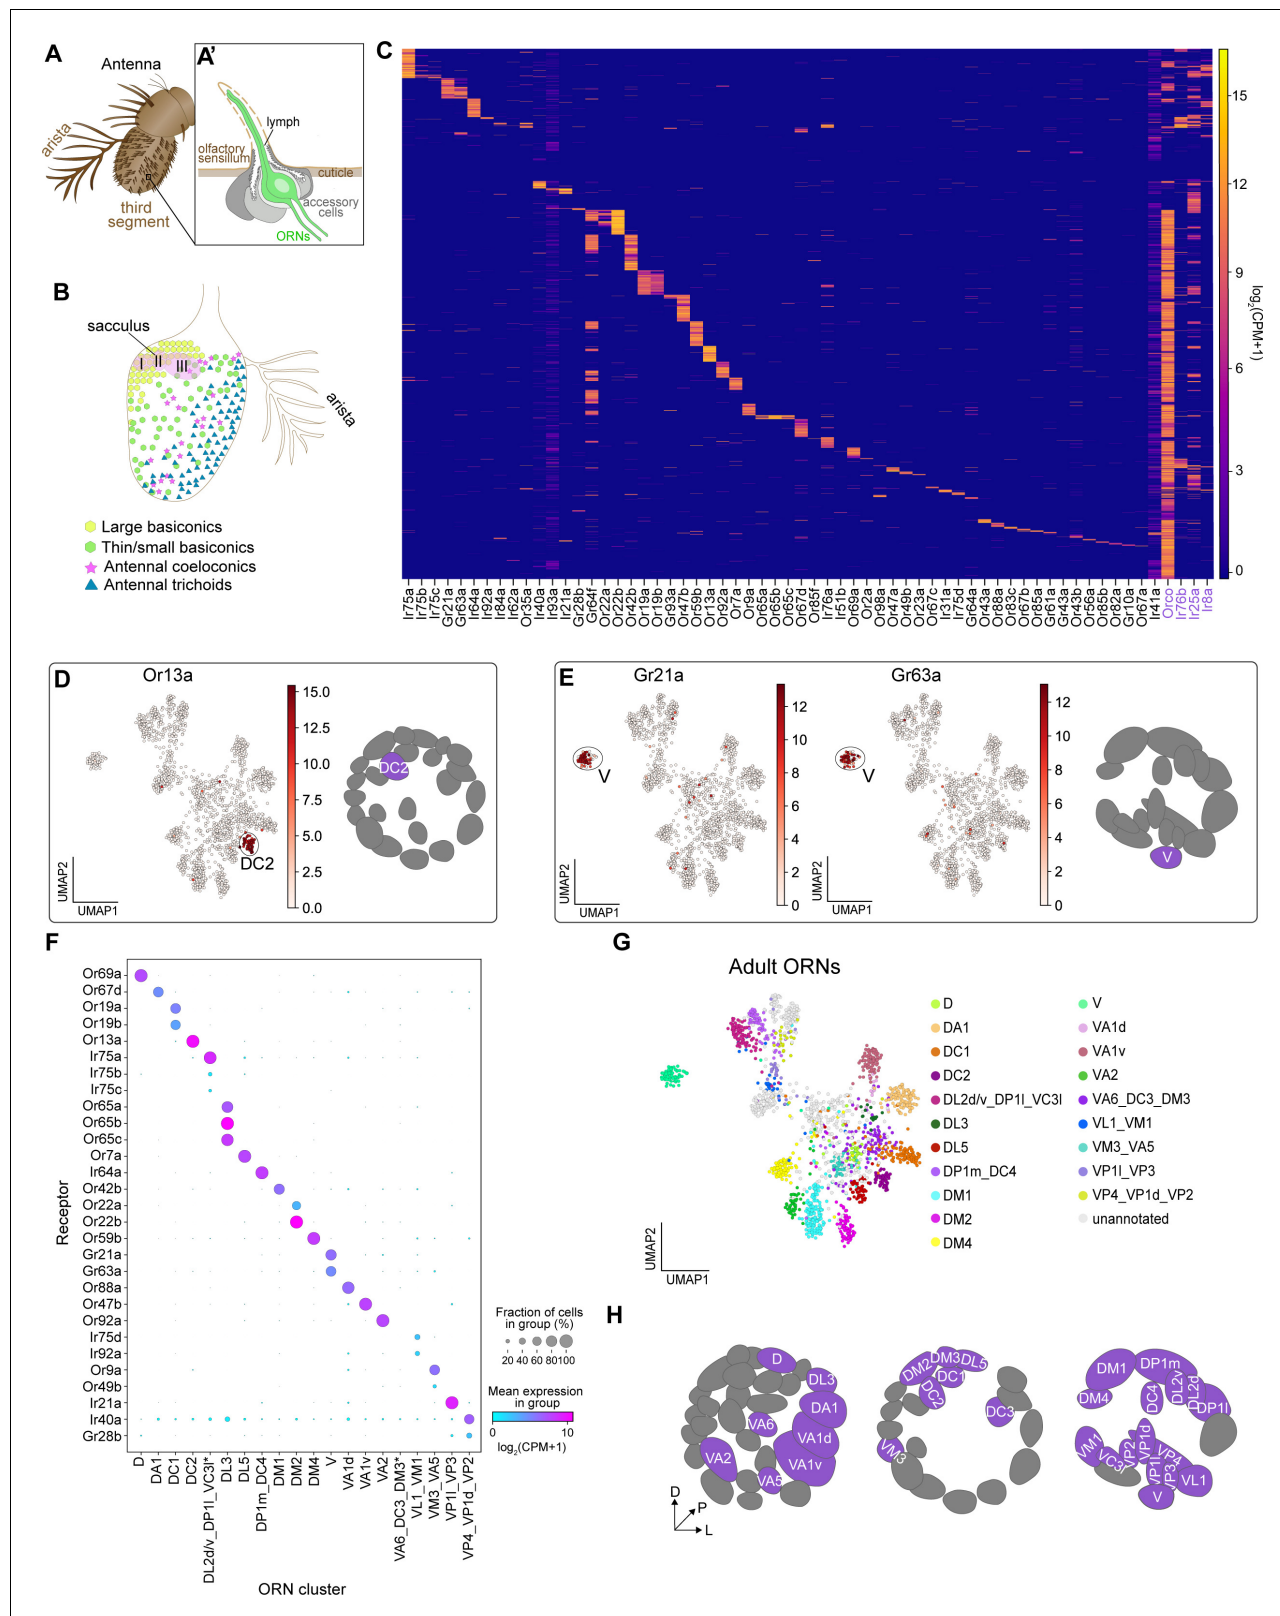 A
Antenna
arista
third
segment
A'
lymph
olfactory
sensillum
cuticle
accessory
cells
ORNs
B
sacculus
I
II
III
arista
Large basiconics
Thin/small basiconics
Antennal coeloconics
Antennal trichoids
C
15
12
9
6
3
0
log2(CPM+1)
Ir75a
Ir75b
Ir75c
Gr21a
Gr63a
Ir64a
Ir92a
Ir84a
Ir62a
Or35a
Ir40a
Ir93a
Ir21a
Gr28b
Gr64f
Or22a
Or22b
Or42b
Or19a
Or19b
Gr93a
Or47b
Or59b
Or13a
Or92a
Or7a
Or9a
Or65a
Or65b
Or65c
Or67d
Or85f
Ir76a
Ir51b
Or69a
Or2a
Or98a
Or47a
Or49b
Or23a
Or67c
Ir31a
Ir75d
Gr64a
Or43a
Or88a
Or83c
Or67b
Or85a
Gr61a
Gr43a
Or43b
Or56a
Or85b
Or82a
Gr10a
Or67a
Ir41a
Orco
Ir76b
Ir25a
Ir8a
D
Or13a
15.0
12.5
10.0
7.5
5.0
2.5
0.0
DC2
UMAP2
UMAP1
DC2
E
Gr21a
12
10
8
6
4
2
0
V
UMAP2
UMAP1
Gr63a
12
10
8
6
4
2
0
V
UMAP2
UMAP1
V
F
Receptor
Or69a
Or67d
Or19a
Or19b
Or13a
Ir75a
Ir75b
Ir75c
Or65a
Or65b
Or65c
Or7a
Ir64a
Or42b
Or22a
Or22b
Or59b
Gr21a
Gr63a
Or88a
Or47b
Or92a
Ir75d
Ir92a
Or9a
Or49b
Ir21a
Ir40a
Gr28b
D
DA1
DC1
DC2
DL2d/v_DP1l_VC3l*
DL3
DL5
DP1m_DC4
DM1
DM2
DM4
V
VA1d
VA1v
VA2
VA6_DC3_DM3*
VL1_VM1
VM3_VA5
VP1l_VP3
VP4_VP1d_VP2
ORN cluster
Fraction of cells
in group (%)
20 40 60 80 100
Mean expression
in group
0 10
log2(CPM+1)
G
Adult ORNs
UMAP2
UMAP1
D
DA1
DC1
DC2
DL2d/v_DP1l_VC3l
DL3
DL5
DP1m_DC4
DM1
DM2
DM4
V
VA1d
VA1v
VA2
VA6_DC3_DM3
VL1_VM1
VM3_VA5
VP1l_VP3
VP4_VP1d_VP2
unannotated
H
D
DL3
DA1
VA6
VA1d
VA2
VA1v
VA5
D
P
L
DM2
DM3
DL5
DC1
DC2
DC3
VM3
DM1
DP1m
DM4
DC4
DL2v
DL2d
DP1l
VM1
VC3l
VP2
VP1d
VP1l
VP3
VP4
VL1
V